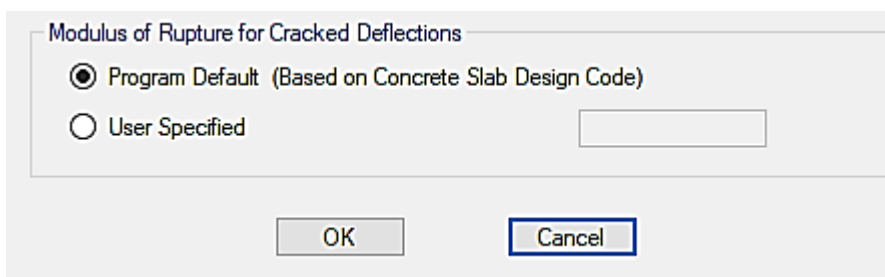 Modulus of Rupture for Cracked Deflections
Program Default (Based on Concrete Slab Design Code)
User Specified
OK Cancel